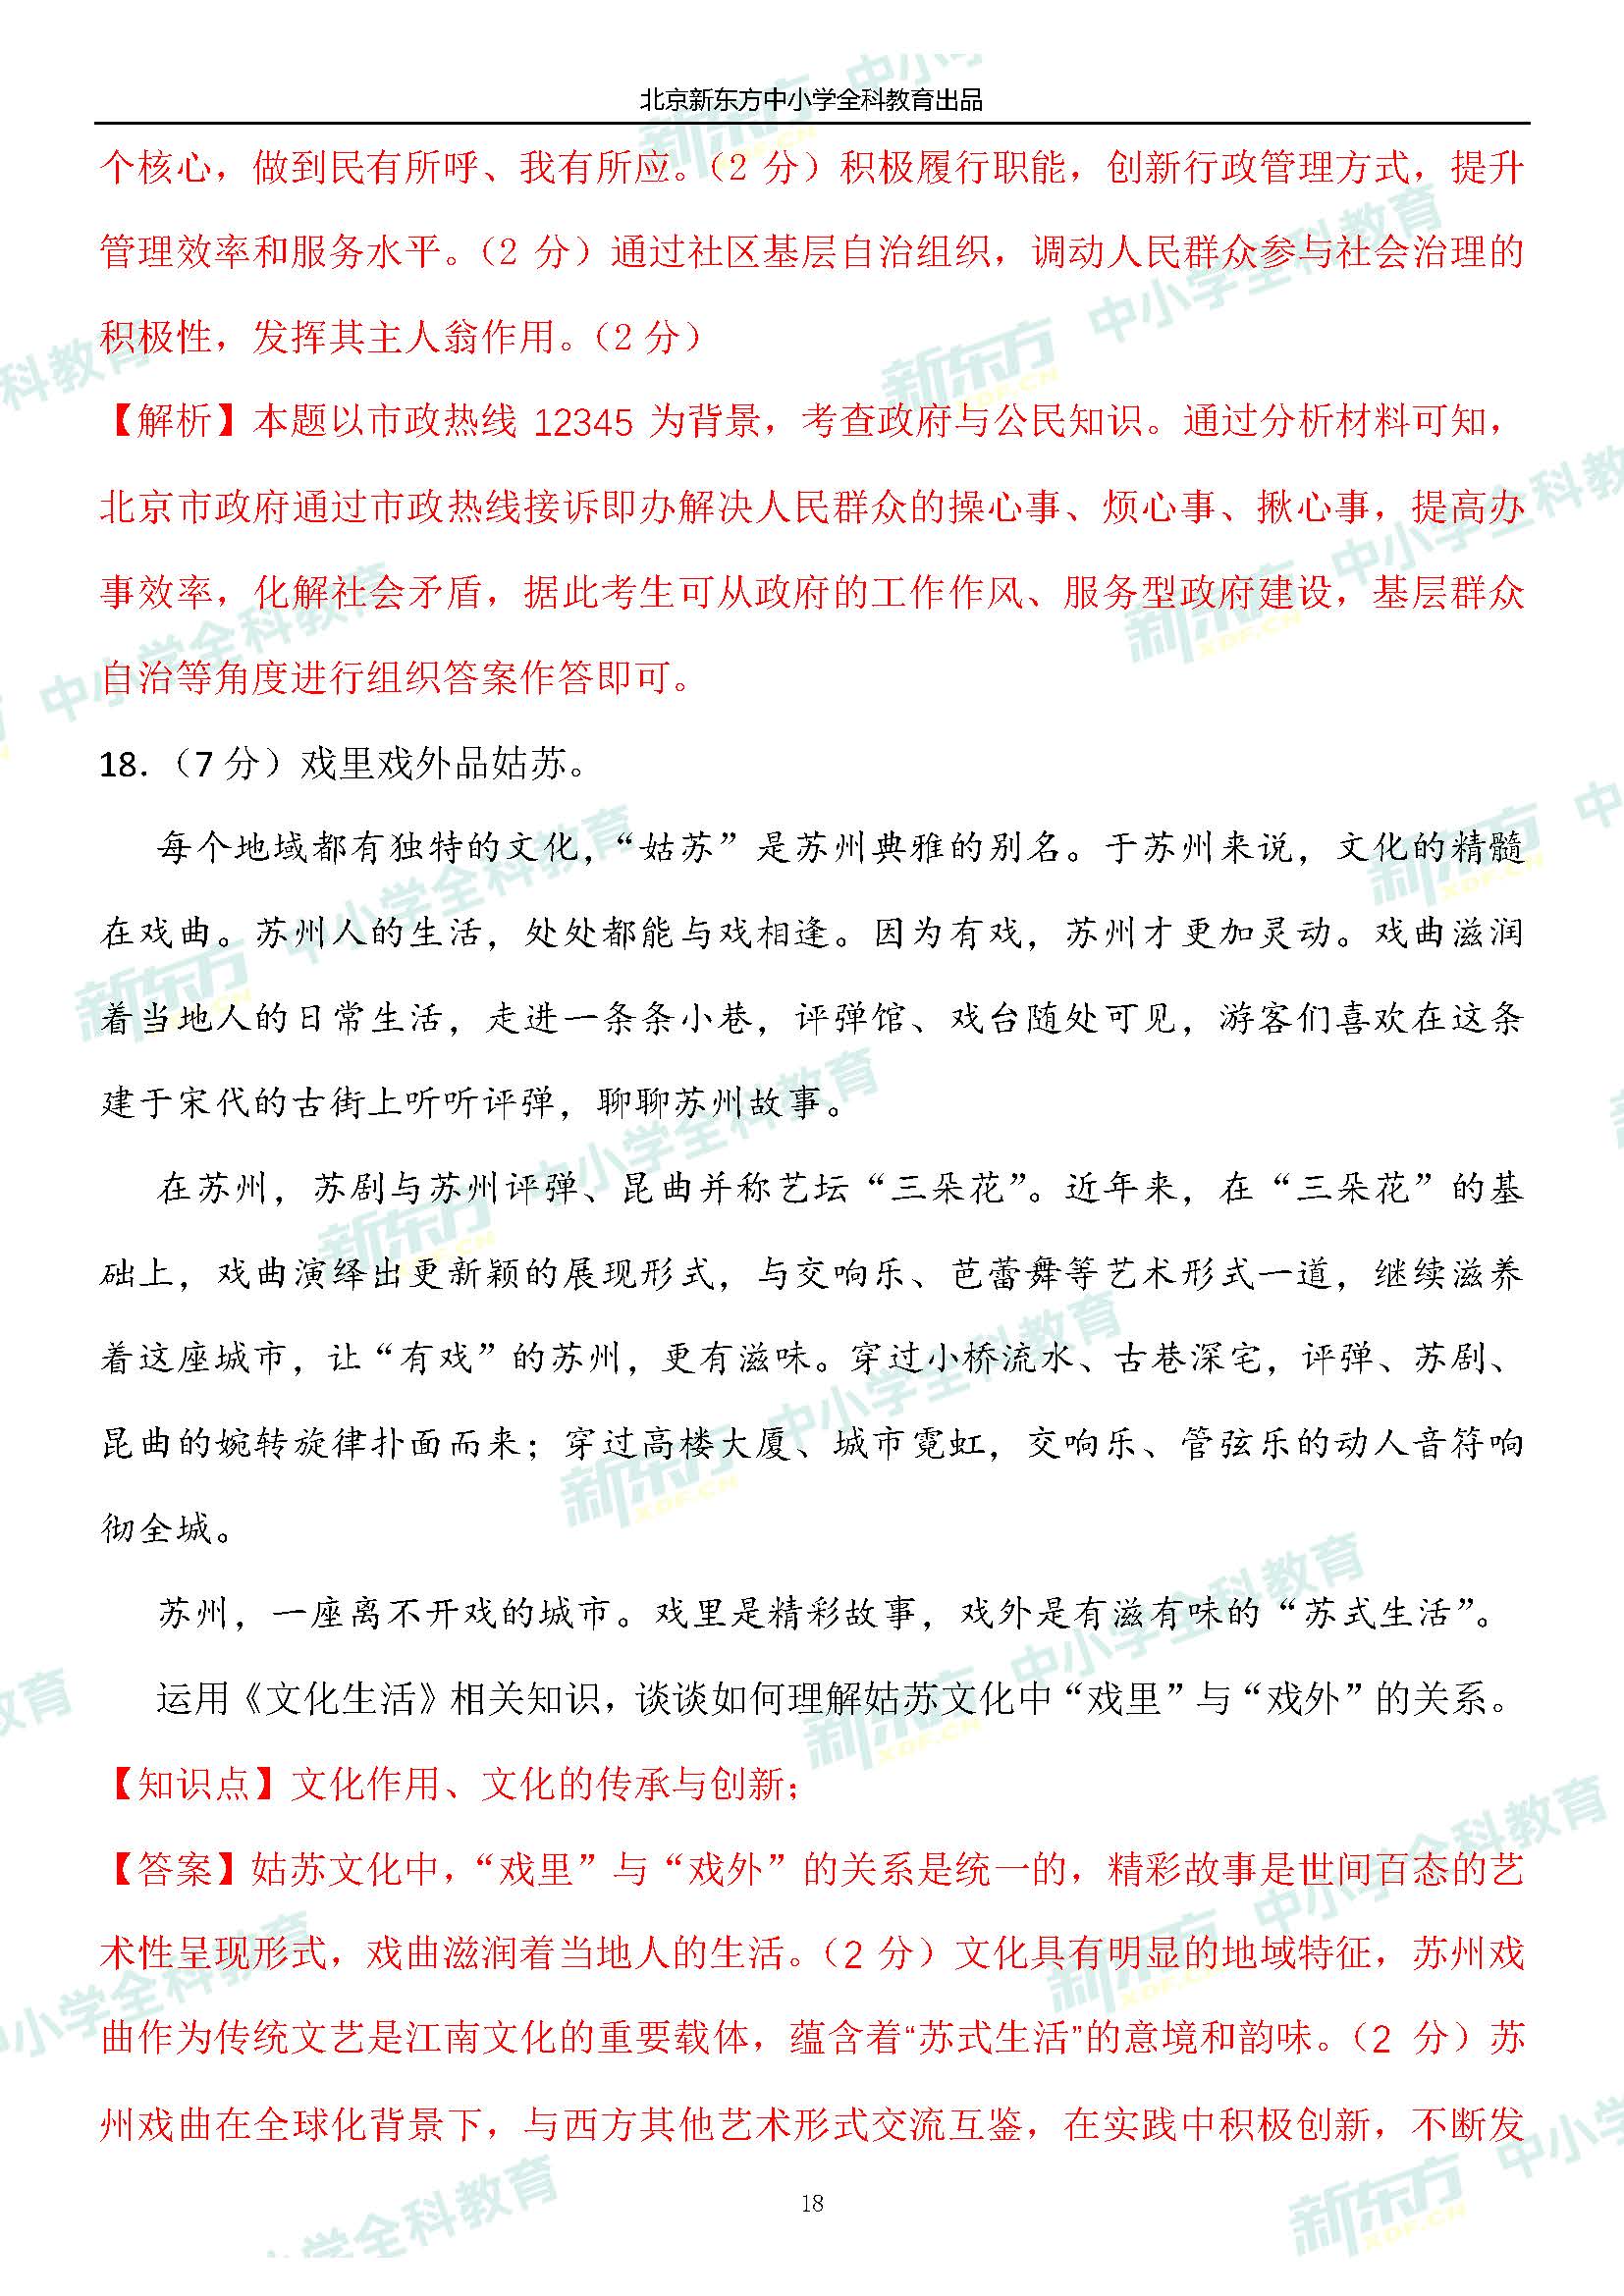 北京新东方中小学全科教育出品
个核心，做到民有所呼、我有所应。（2 分）积极履行职能，创新行政管理方式，提升
管理效率和服务水平。（2 分）通过社区基层自治组织，调动人民群众参与社会治理的
积极性，发挥其主人翁作用。（2 分）
【解析】本题以市政热线 12345 为背景，考查政府与公民知识。通过分析材料可知，
北京市政府通过市政热线接诉即办解决人民群众的操心事、烦心事、揪心事，提高办
事效率，化解社会矛盾，据此考生可从政府的工作作风、服务型政府建设，基层群众
自治等角度进行组织答案作答即可。
18. （7 分）戏里戏外品姑苏。
每个地域都有独特的文化，“姑苏”是苏州典雅的别名。于苏州来说，文化的精髓
在戏曲。苏州人的生活，处处都能与戏相逢。因为有戏，苏州才更加灵动。戏曲滋润
着当地人的日常生活，走进一条条小巷，评弹馆、戏台随处可见，游客们喜欢在这条
建于宋代的古街上听听评弹，聊聊苏州故事。
在苏州，苏剧与苏州评弹、昆曲并称艺坛“三朵花”。近年来，在“三朵花”的基
础上，戏曲演绎出更新颖的展现形式，与交响乐、芭蕾舞等艺术形式一道，继续滋养
着这座城市，让“有戏”的苏州，更有滋味。穿过小桥流水、古巷深宅，评弹、苏剧、
昆曲的婉转旋律扑面而来；穿过高楼大厦、城市霓虹，交响乐、管弦乐的动人音符响
彻全城。
苏州，一座离不开戏的城市。戏里是精彩故事，戏外是有滋有味的“苏式生活”。
运用《文化生活》相关知识，谈谈如何理解姑苏文化中“戏里”与“戏外”的关系。
【知识点】文化作用、文化的传承与创新；
【答案】姑苏文化中，“戏里”与“戏外”的关系是统一的，精彩故事是世间百态的艺
术性呈现形式，戏曲滋润着当地人的生活。（2 分）文化具有明显的地域特征，苏州戏
曲作为传统文艺是江南文化的重要载体，蕴含着“苏式生活”的意境和韵味。（2 分）苏
州戏曲在全球化背景下，与西方其他艺术形式交流互鉴，在实践中积极创新，不断发
18